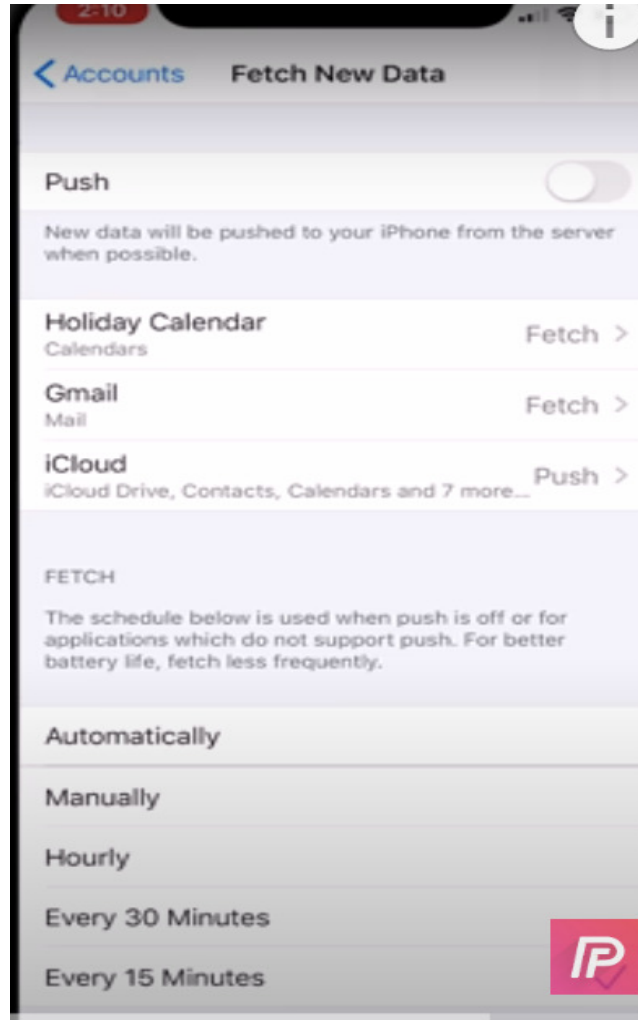 2:10
Accounts
Fetch New Data
Push
New data will be pushed to your iPhone from the server
when possible.
Holiday Calendar
Calendars
Fetch
Gmail
Mail
Fetch
iCloud
iCloud Drive, Contacts, Calendars and 7 more...
Push
FETCH
The schedule below is used when push is off or for
applications which do not support push. For better
battery life, fetch less frequently.
Automatically
Manually
Hourly
Every 30 Minutes
Every 15 Minutes